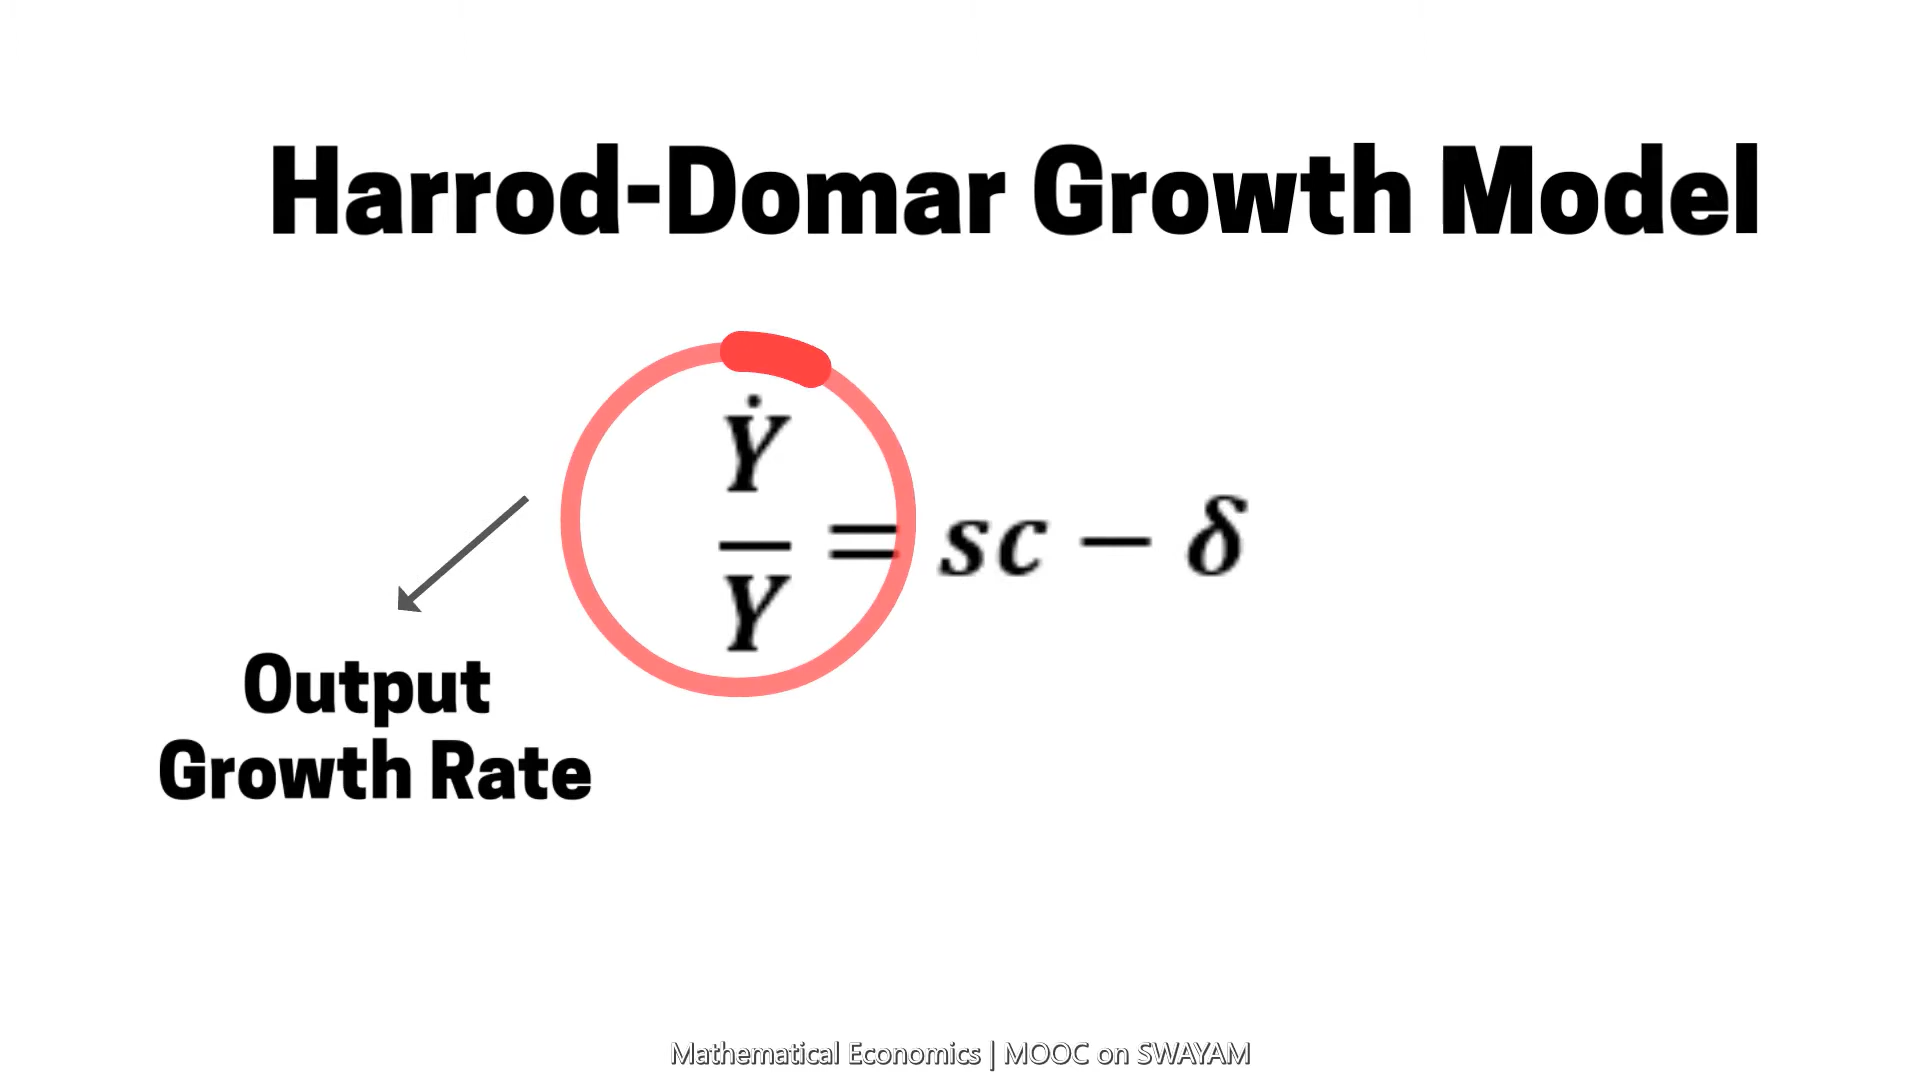 Harrod-Domar Growth Model
Ẏ/Y = sc − δ
Output
Growth Rate
Mathematical Economics | MOOC on SWAYAM